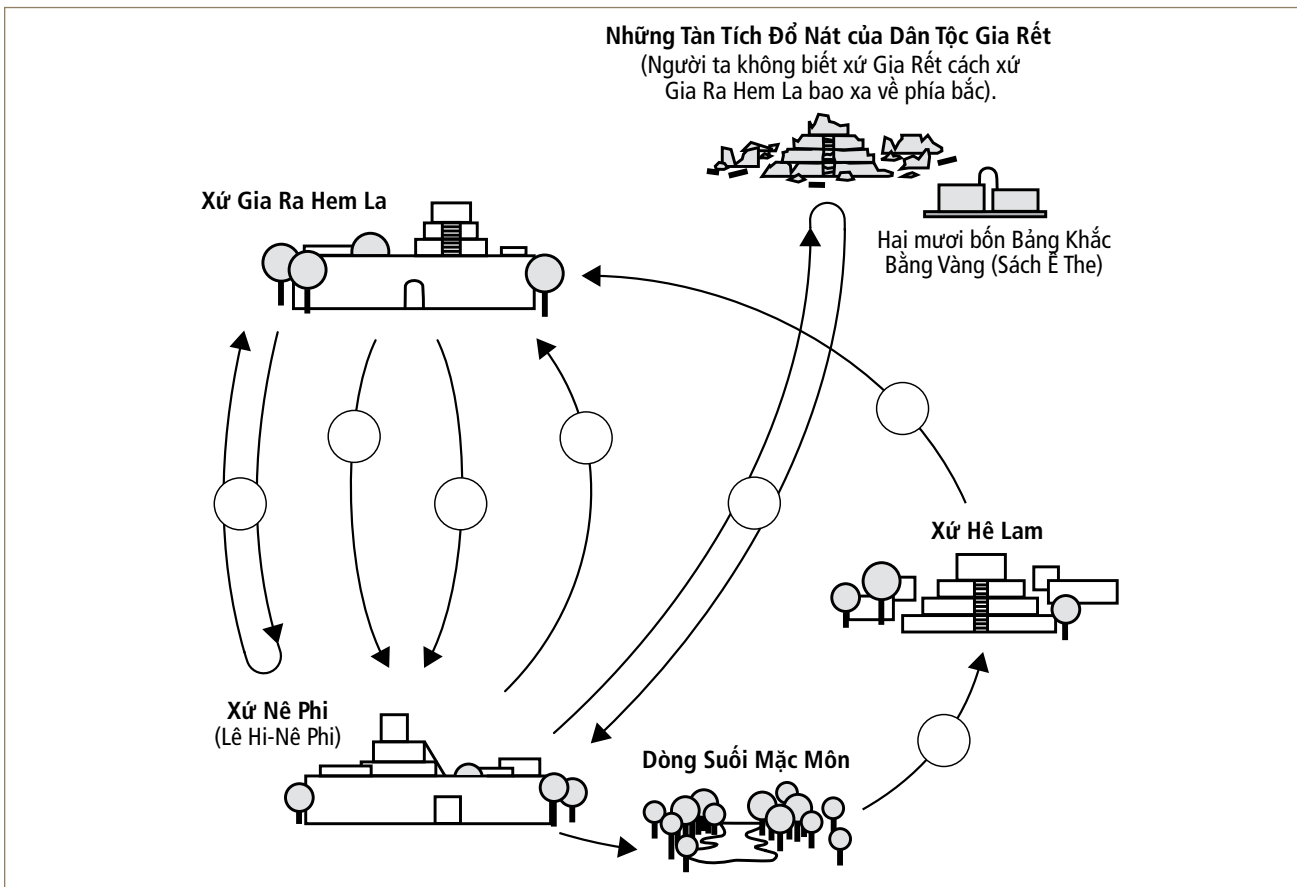 Những Tàn Tích Đổ Nát của Dân Tộc Gia Rết
(Người ta không biết xứ Gia Rết cách xứ
Gia Ra Hem La bao xa về phía bắc).
Xứ Gia Ra Hem La
Hai mươi bốn Bảng Khắc
Bằng Vàng (Sách Ê The)
Xứ Hê Lam
Xứ Nê Phi
(Lê Hi-Nê Phi)
Dòng Suối Mặc Môn